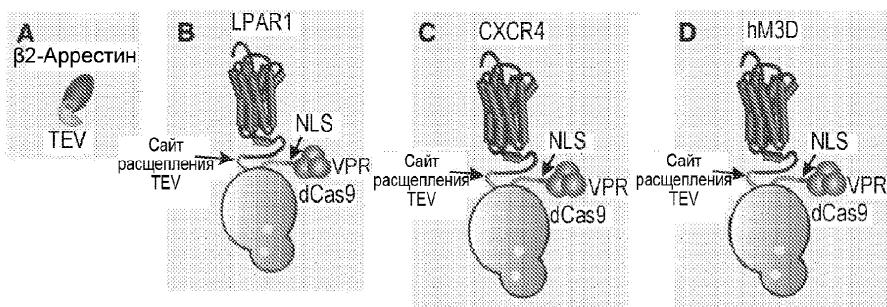 A
β2-Аррестин
TEV
B
LPAR1
NLS
Сайт
расщепления
TEV
VPR
dCas9
C
CXCR4
NLS
Сайт
расщепления
TEV
VPR
dCas9
D
hM3D
NLS
Сайт
расщепления
TEV
VPR
dCas9